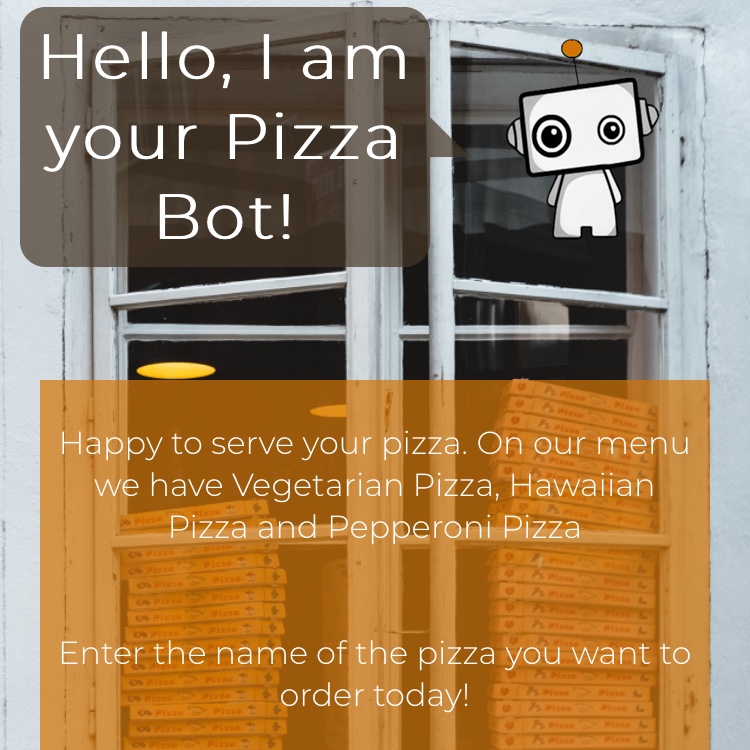 Hello, I am
your Pizza
Bot!
Happy to serve your pizza. On our menu
we have Vegetarian Pizza, Hawaiian
Pizza and Pepperoni Pizza
Enter the name of the pizza you want to
order today!